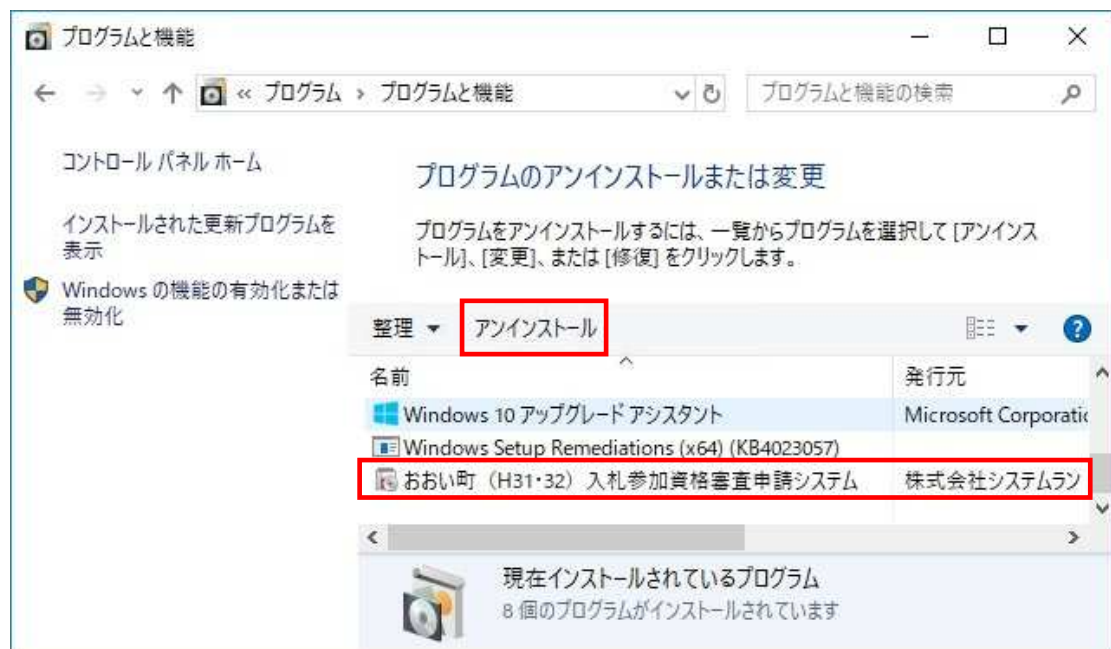 プログラムと機能
« プログラム › プログラムと機能
プログラムと機能の検索
コントロール パネル ホーム
インストールされた更新プログラムを
表示
Windows の機能の有効化または
無効化
プログラムのアンインストールまたは変更
プログラムをアンインストールするには、一覧からプログラムを選択して [アンインス
トール]、[変更]、または [修復] をクリックします。
整理 アンインストール
名前 発行元
Windows 10 アップグレード アシスタント Microsoft Corporatic
Windows Setup Remediations (x64) (KB4023057)
おおい町（H31・32）入札参加資格審査申請システム 株式会社システムラン
現在インストールされているプログラム
8 個のプログラムがインストールされています